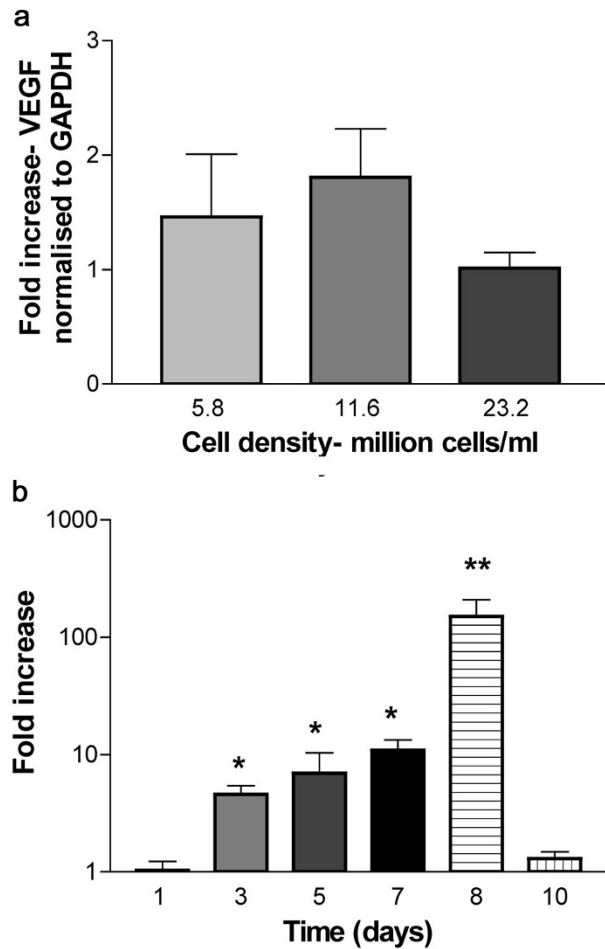 a
Fold increase- VEGF
normalised to GAPDH
3
2
1
0
5.8 11.6 23.2
Cell density- million cells/ml
b
Fold increase
1000
100
10
1
* * * **
1 3 5 7 8 10
Time (days)